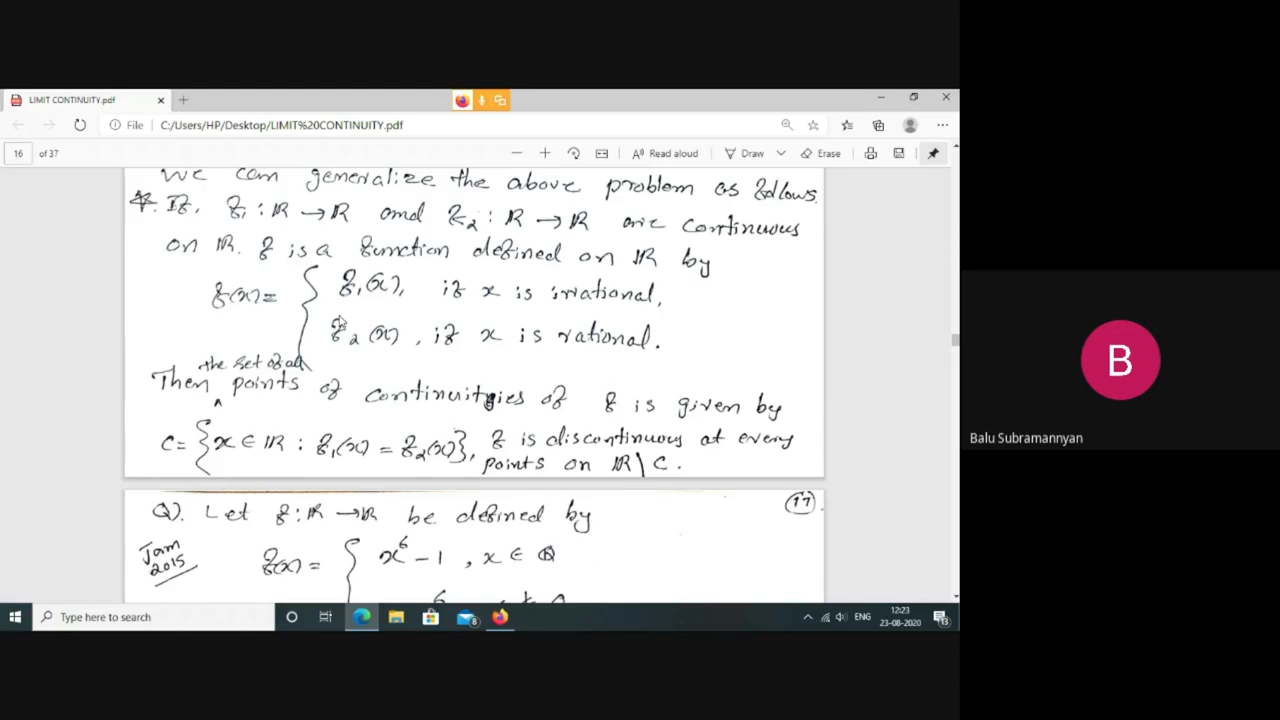 LIMIT CONTINUITY.pdf
File C:/Users/HP/Desktop/LIMIT%20CONTINUITY.pdf
16 of 37 Read aloud Draw Erase
We can generalize the above problem as follows.
*. If f₁ : ℝ → ℝ and f₂ : ℝ → ℝ are continuous
on ℝ. f is a function defined on ℝ by
f(x) = { f₁(x), if x is irrational,
f₂(x), if x is rational.
the set of all
Then ^ points of continuities of f is given by
C = { x ∈ ℝ : f₁(x) = f₂(x) }, f is discontinuous at every
points on ℝ \ C.
Q). Let f : ℝ → ℝ be defined by
17
Jam
2015
f(x) = { x⁶ - 1 , x ∈ ℚ
B
Balu Subramannyan
Type here to search
8
ENG
12:23
23-08-2020
13